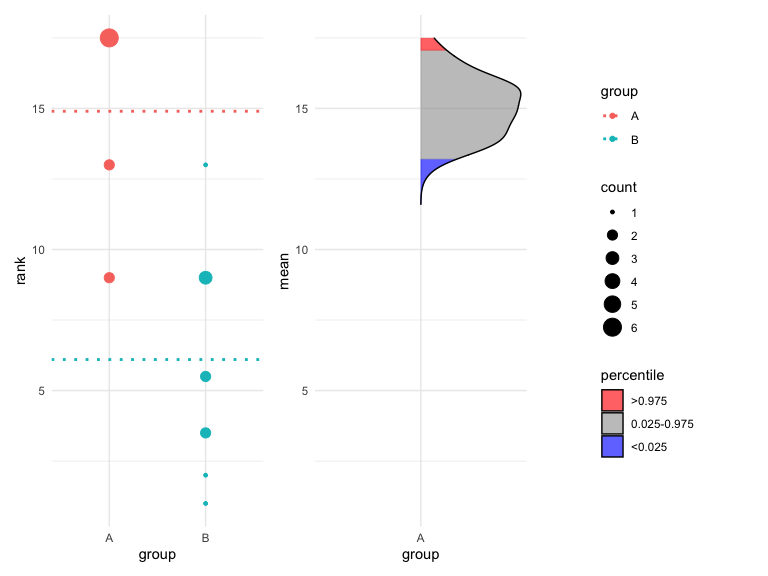 rank
15
10
5
A
B
group
mean
15
10
5
A
group
group
A
B
count
1
2
3
4
5
6
percentile
>0.975
0.025-0.975
<0.025